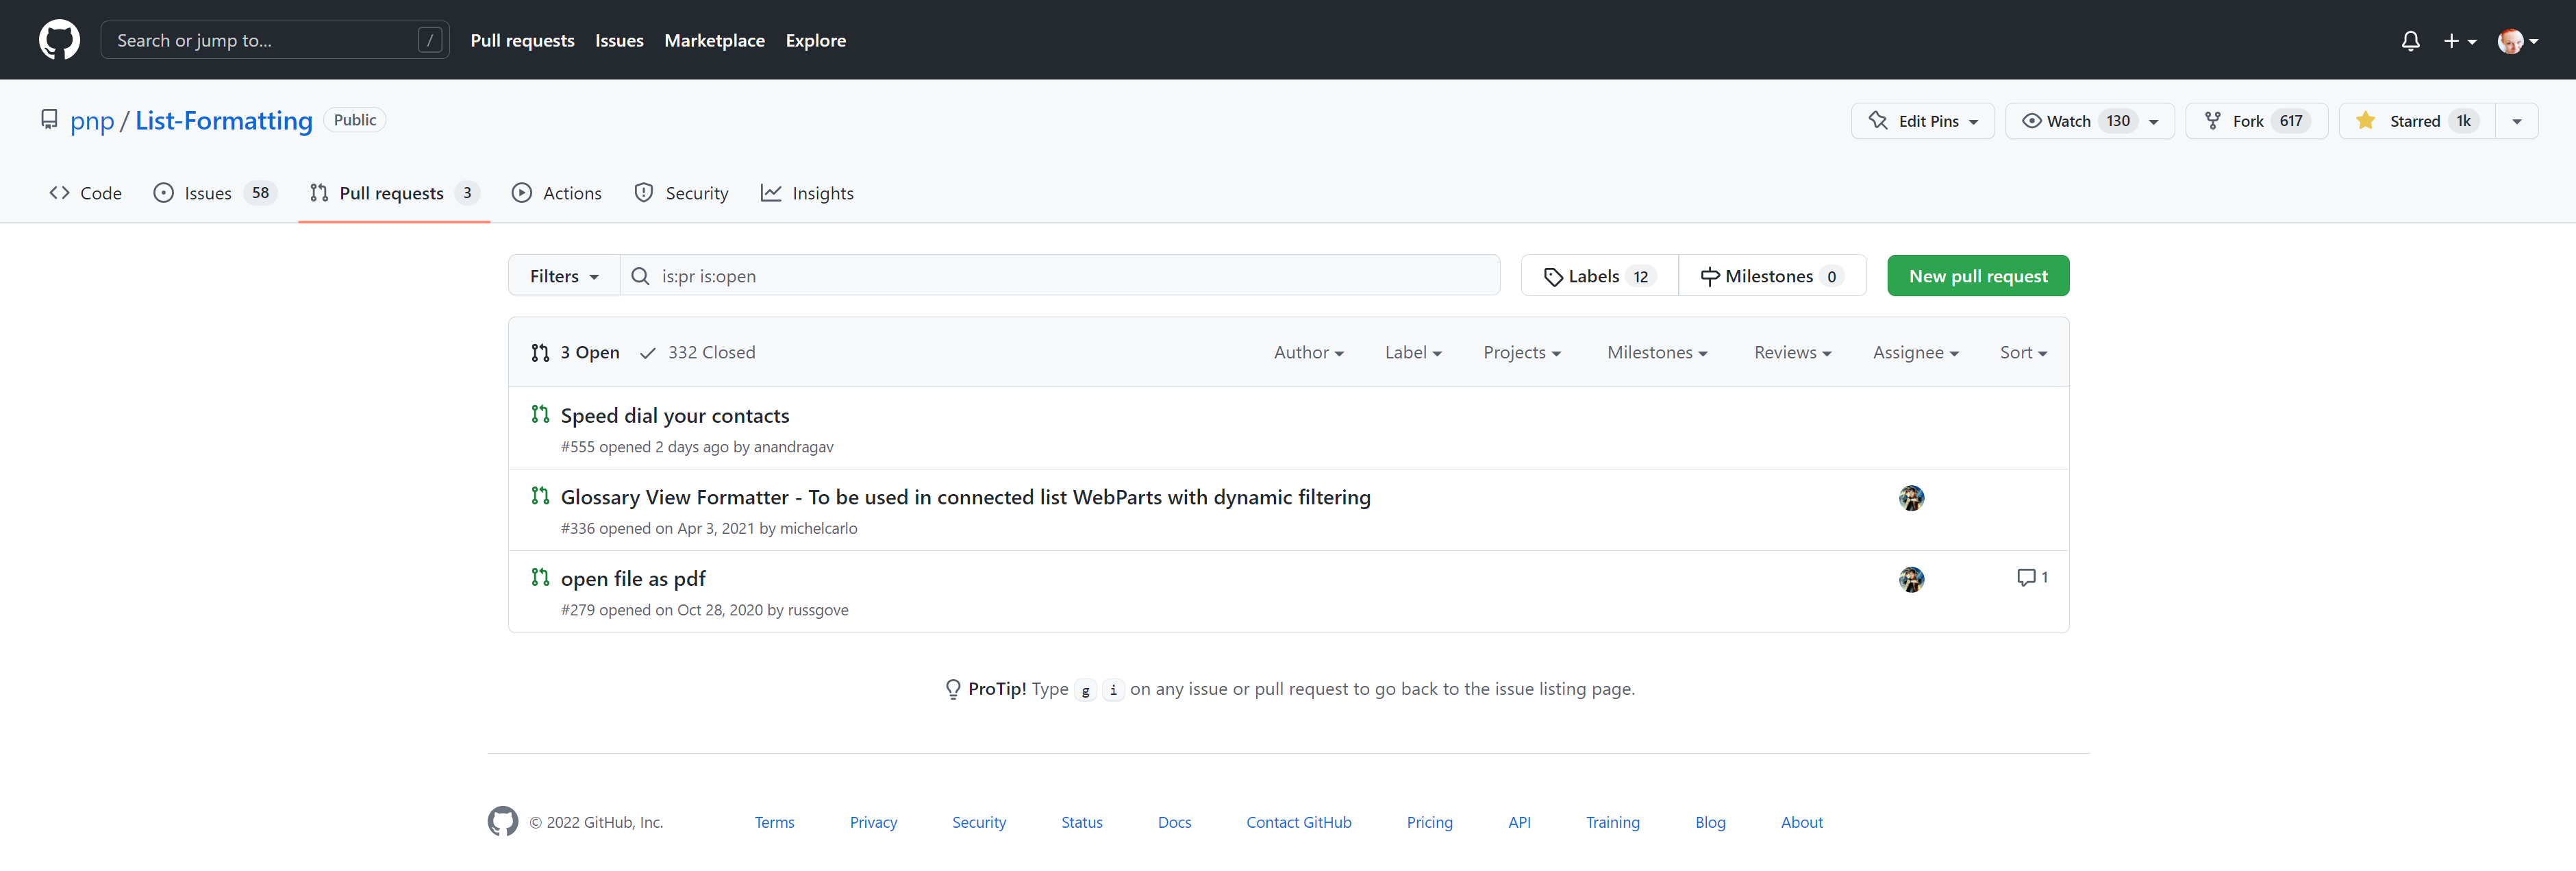 Search or jump to... / Pull requests Issues Marketplace Explore
pnp / List-Formatting Public Edit Pins Watch 130 Fork 617 Starred 1k
Code Issues 58 Pull requests 3 Actions Security Insights
Filters is:pr is:open Labels 12 Milestones 0 New pull request
3 Open 332 Closed Author Label Projects Milestones Reviews Assignee Sort
Speed dial your contacts
#555 opened 2 days ago by anandragav
Glossary View Formatter - To be used in connected list WebParts with dynamic filtering
#336 opened on Apr 3, 2021 by michelcarlo
open file as pdf 1
#279 opened on Oct 28, 2020 by russgove
ProTip! Type g i on any issue or pull request to go back to the issue listing page.
© 2022 GitHub, Inc. Terms Privacy Security Status Docs Contact GitHub Pricing API Training Blog About